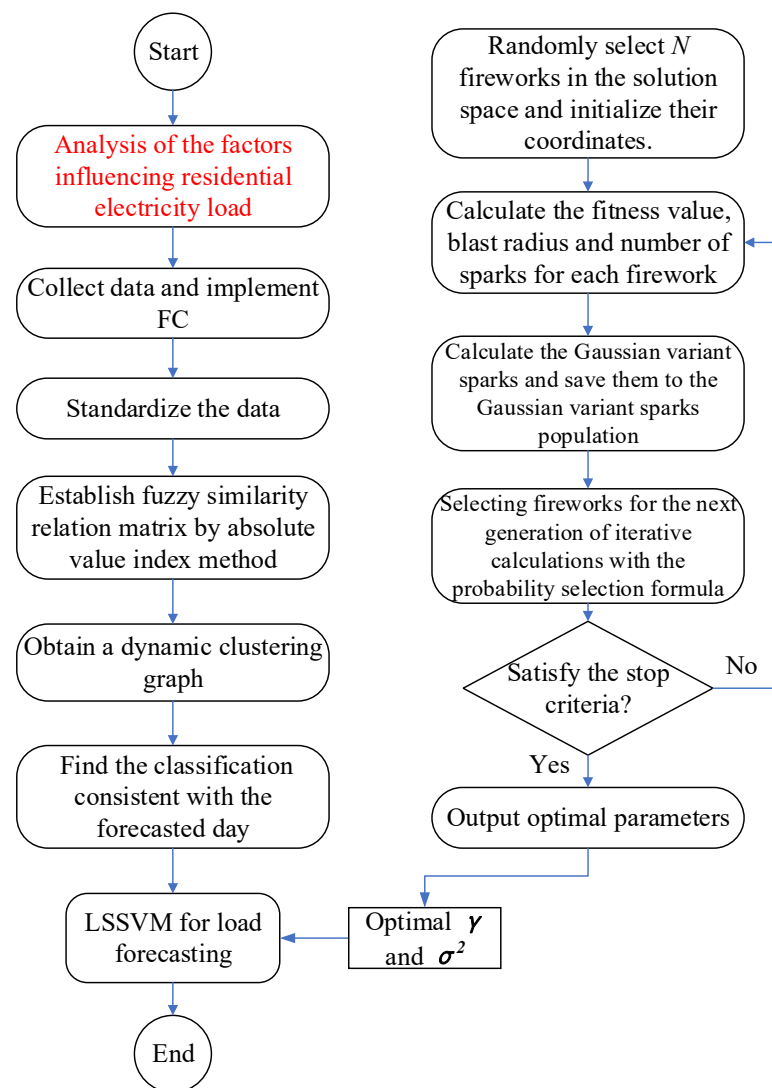 Start
Analysis of the factors
influencing residential
electricity load
Collect data and implement
FC
Standardize the data
Establish fuzzy similarity
relation matrix by absolute
value index method
Obtain a dynamic clustering
graph
Find the classification
consistent with the
forecasted day
LSSVM for load
forecasting
End
Randomly select N
fireworks in the solution
space and initialize their
coordinates.
Calculate the fitness value,
blast radius and number of
sparks for each firework
Calculate the Gaussian variant
sparks and save them to the
Gaussian variant sparks
population
Selecting fireworks for the next
generation of iterative
calculations with the
probability selection formula
Satisfy the stop
criteria?
No
Yes
Output optimal parameters
Optimal γ
and σ²